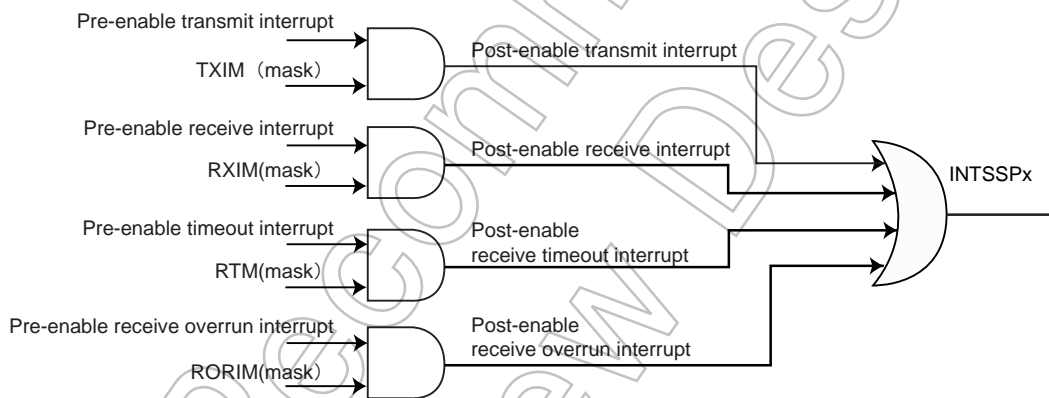 Pre-enable transmit interrupt
Post-enable transmit interrupt
TXIM （mask）
Pre-enable receive interrupt
Post-enable receive interrupt
RXIM(mask）
INTSSPx
Pre-enable timeout interrupt
Post-enable
receive timeout interrupt
RTM(mask）
Pre-enable receive overrun interrupt
Post-enable
receive overrun interrupt
RORIM(mask）